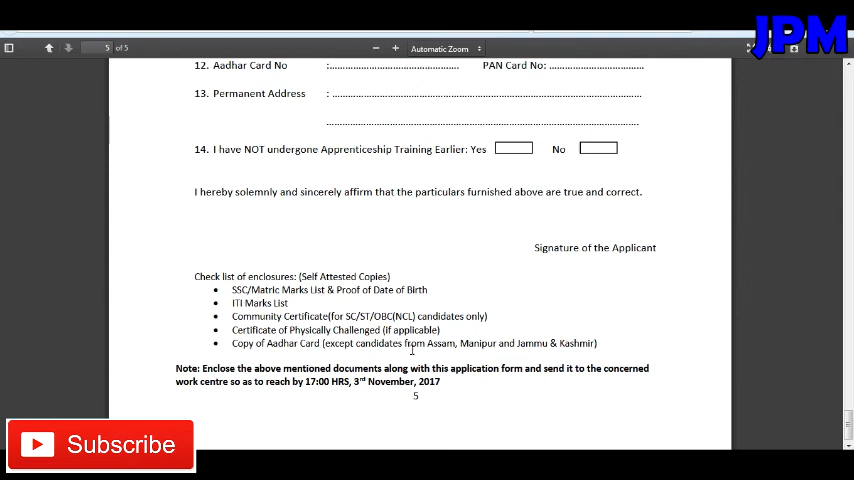 JPM
5 of 5
Automatic Zoom
12. Aadhar Card No :............................................. PAN Card No: .................................
13. Permanent Address : ..............................................................................................................
..............................................................................................................
14. I have NOT undergone Apprenticeship Training Earlier: Yes No
I hereby solemnly and sincerely affirm that the particulars furnished above are true and correct.
Signature of the Applicant
Check list of enclosures: (Self Attested Copies)
• SSC/Matric Marks List & Proof of Date of Birth
• ITI Marks List
• Community Certificate(for SC/ST/OBC(NCL) candidates only)
• Certificate of Physically Challenged (if applicable)
• Copy of Aadhar Card (except candidates from Assam, Manipur and Jammu & Kashmir)
Note: Enclose the above mentioned documents along with this application form and send it to the concerned
work centre so as to reach by 17:00 HRS, 3rd November, 2017
5
Subscribe